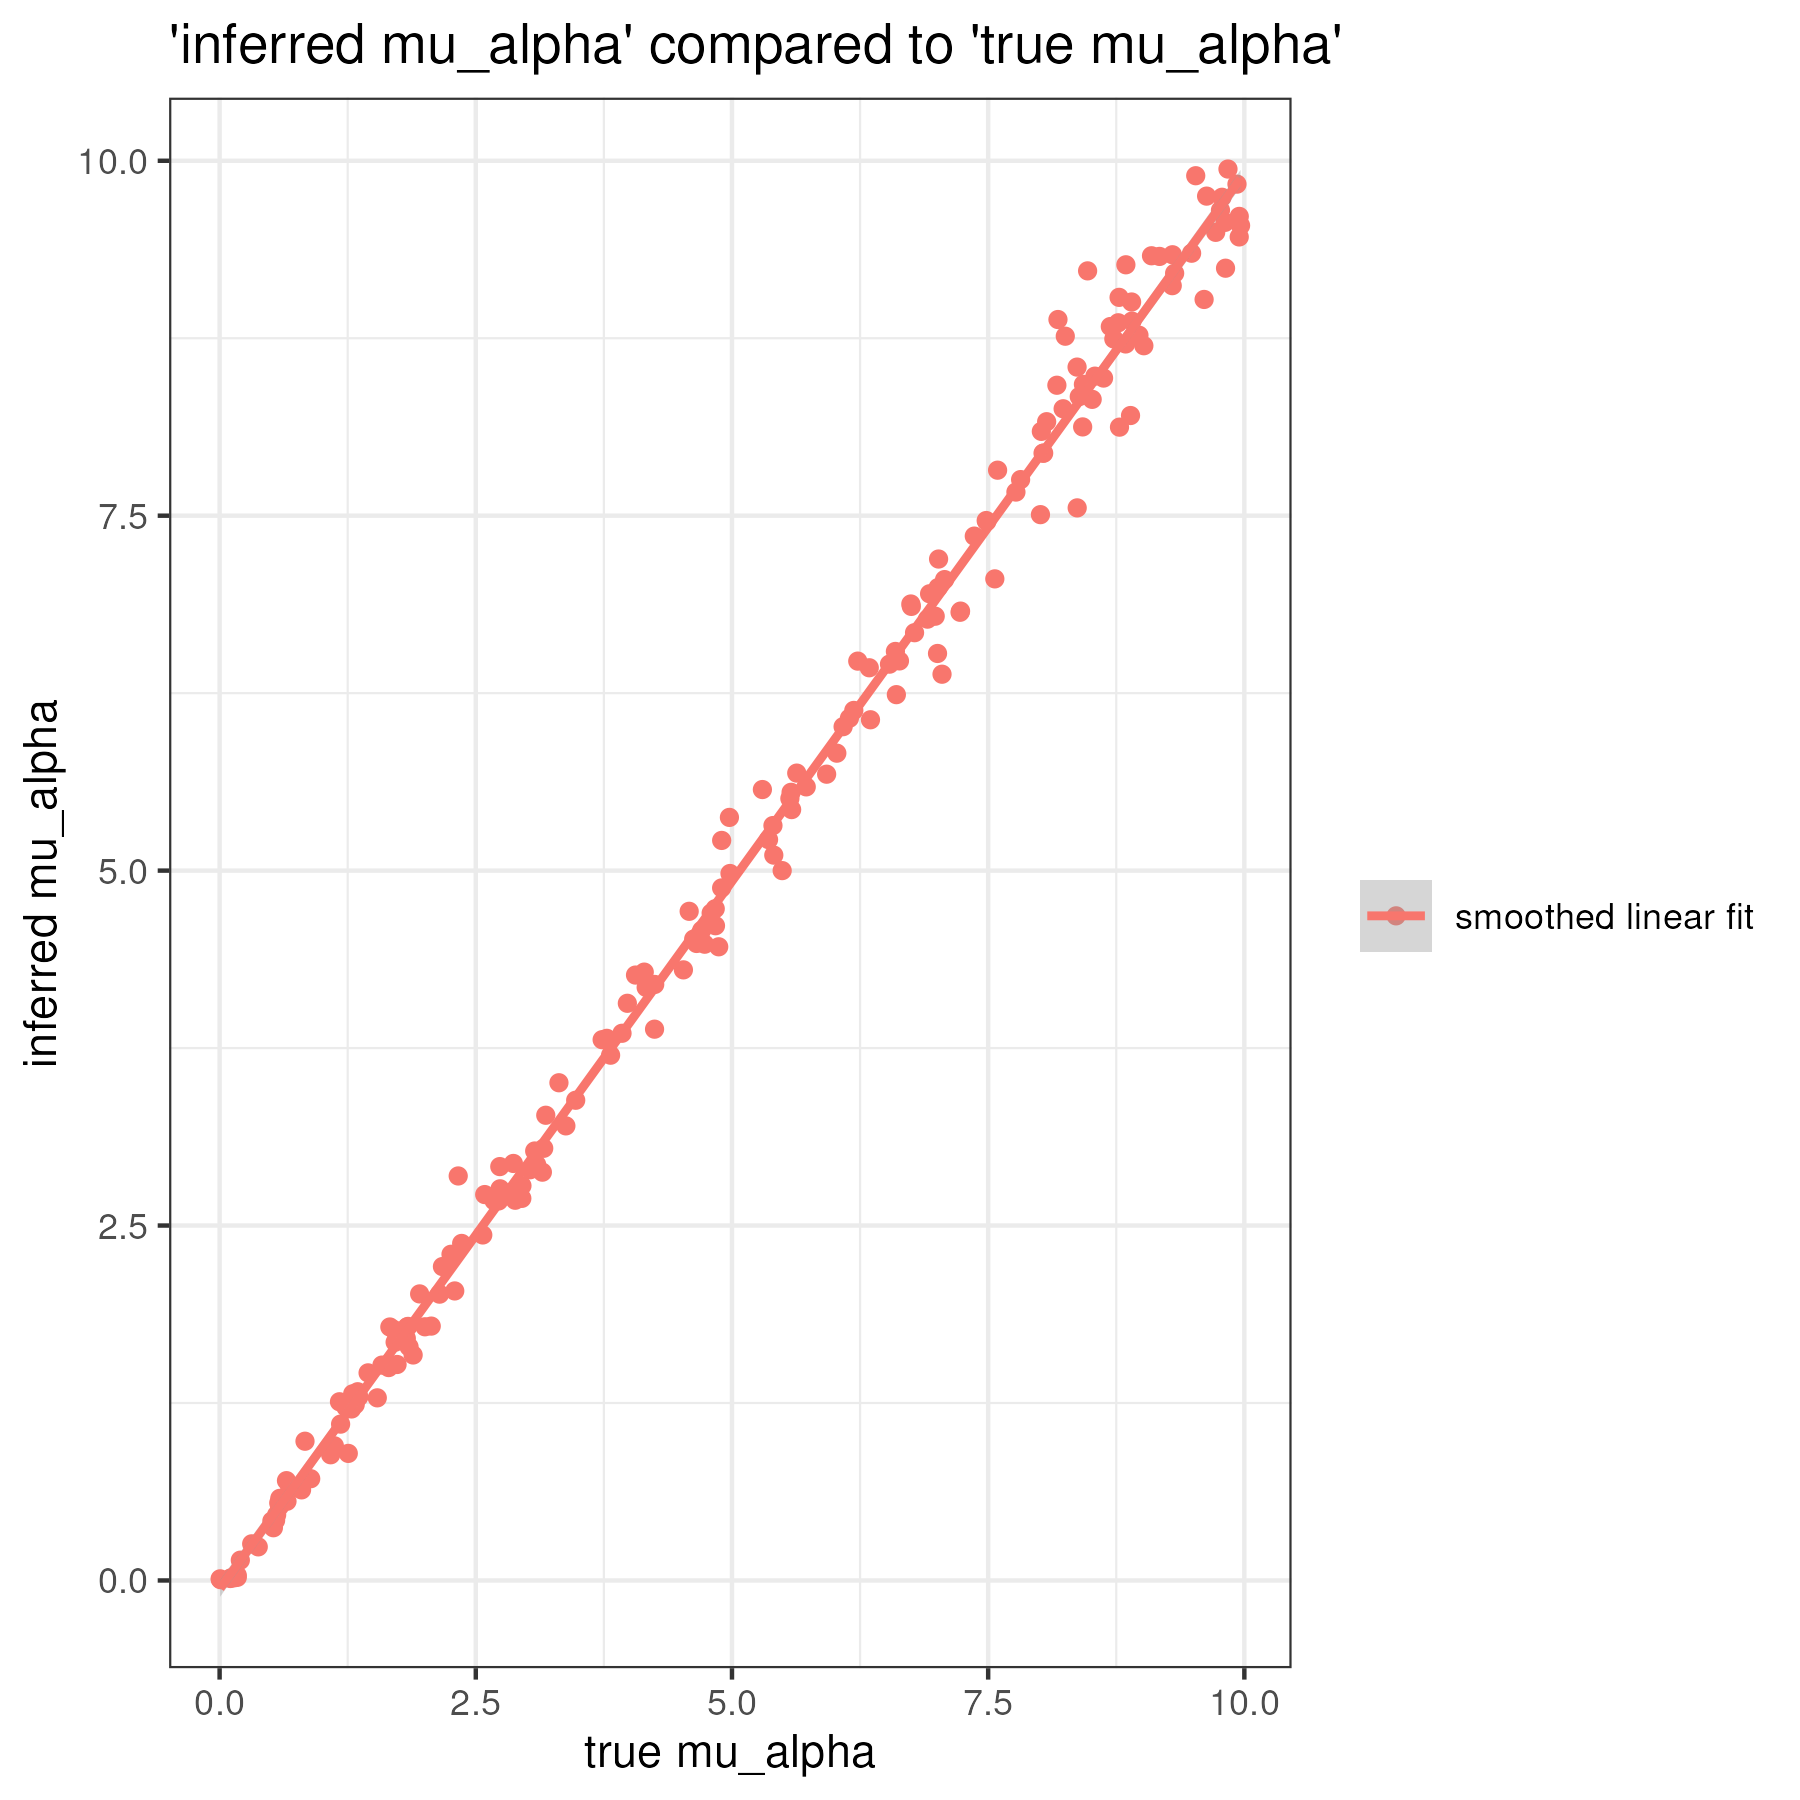 'inferred mu_alpha' compared to 'true mu_alpha'
10.0
7.5
5.0
2.5
0.0
inferred mu_alpha
0.0 2.5 5.0 7.5 10.0
true mu_alpha
smoothed linear fit